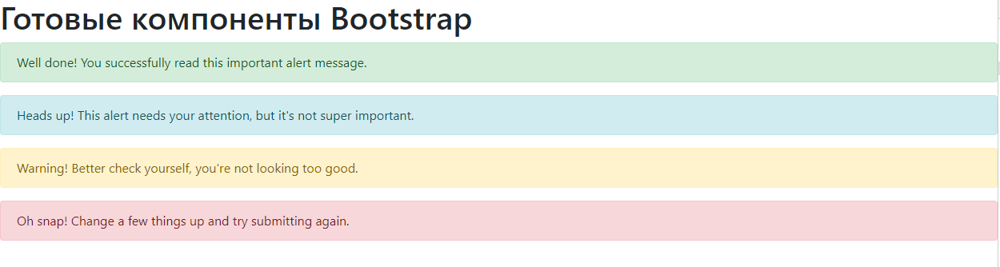 Готовые компоненты Bootstrap
Well done! You successfully read this important alert message.
Heads up! This alert needs your attention, but it's not super important.
Warning! Better check yourself, you're not looking too good.
Oh snap! Change a few things up and try submitting again.